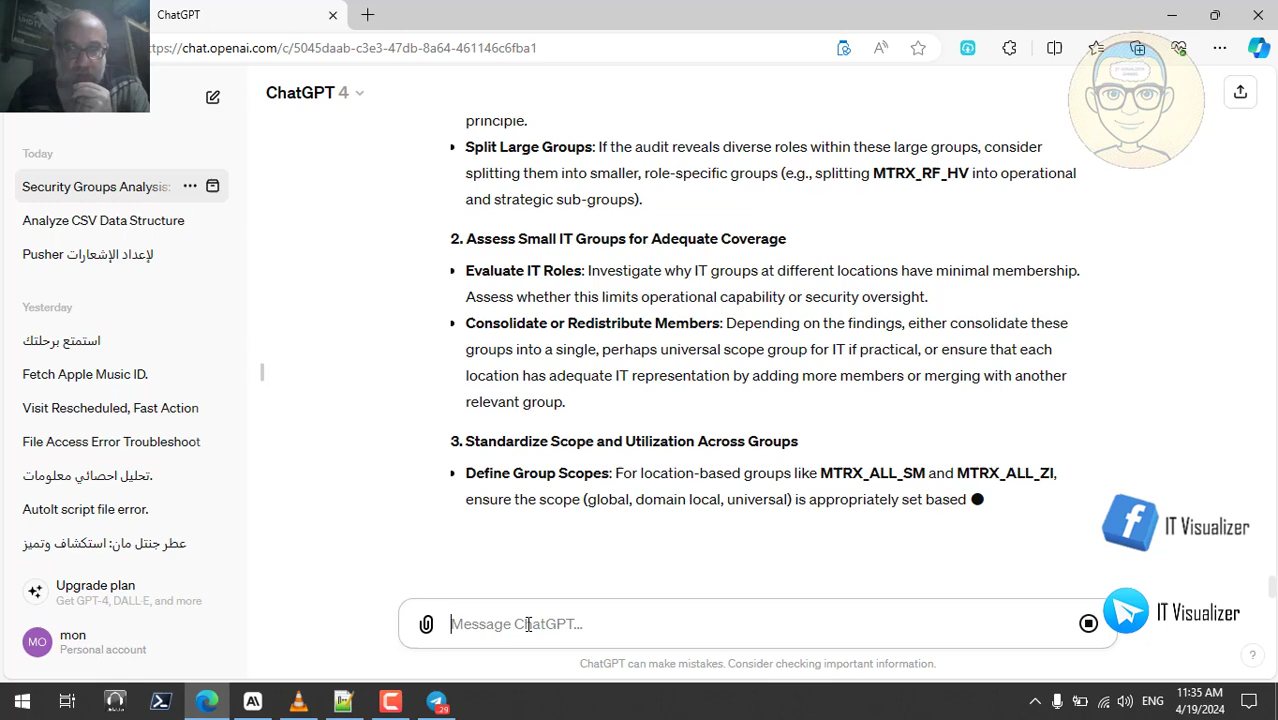 ChatGPT
ttps://chat.openai.com/c/5045daab-c3e3-47db-8a64-461146c6fba1
ChatGPT 4
Today
Security Groups Analysis:
Analyze CSV Data Structure
Pusher لإعداد الإشعارات
Yesterday
استمتع برحلتك
Fetch Apple Music ID.
Visit Rescheduled, Fast Action
File Access Error Troubleshoot
تحليل احصائي معلومات.
AutoIt script file error.
عطر جنتل مان: استكشاف وتميز
Upgrade plan
Get GPT-4, DALL·E, and more
MO
mon
Personal account
principle.
Split Large Groups: If the audit reveals diverse roles within these large groups, consider
splitting them into smaller, role-specific groups (e.g., splitting MTRX_RF_HV into operational
and strategic sub-groups).
2. Assess Small IT Groups for Adequate Coverage
Evaluate IT Roles: Investigate why IT groups at different locations have minimal membership.
Assess whether this limits operational capability or security oversight.
Consolidate or Redistribute Members: Depending on the findings, either consolidate these
groups into a single, perhaps universal scope group for IT if practical, or ensure that each
location has adequate IT representation by adding more members or merging with another
relevant group.
3. Standardize Scope and Utilization Across Groups
Define Group Scopes: For location-based groups like MTRX_ALL_SM and MTRX_ALL_ZI,
ensure the scope (global, domain local, universal) is appropriately set based
Message ChatGPT...
ChatGPT can make mistakes. Consider checking important information.
?
IT Visualizer
IT Visualizer
29
ENG
11:35 AM
4/19/2024